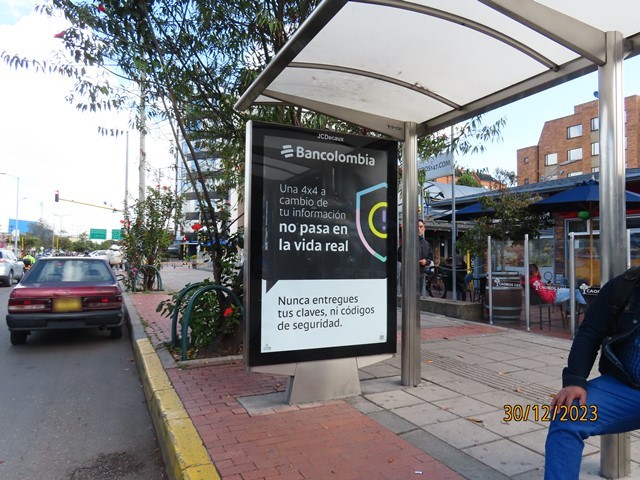 JCDecaux
Bancolombia
Una 4x4 a
cambio de
tu información
no pasa en
la vida real
Nunca entregues
tus claves, ni códigos
de seguridad.
30/12/2023